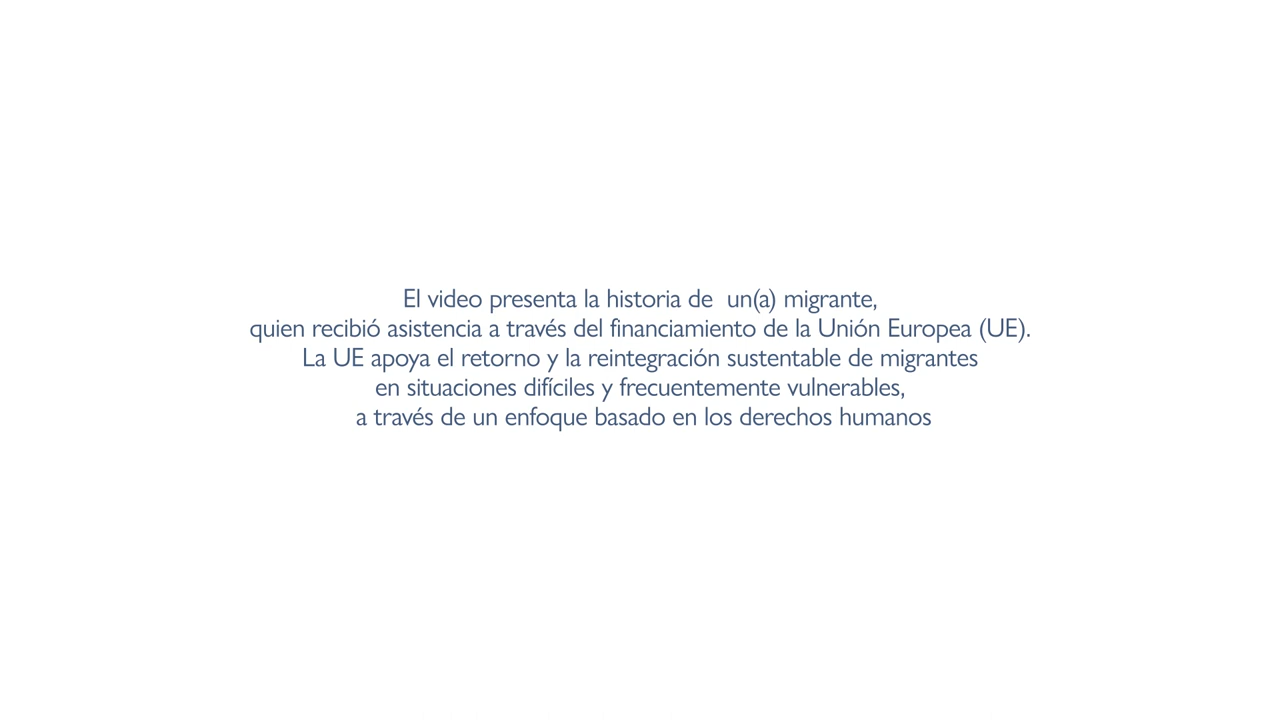 El video presenta la historia de  un(a) migrante,
quien recibió asistencia a través del financiamiento de la Unión Europea (UE).
La UE apoya el retorno y la reintegración sustentable de migrantes
en situaciones difíciles y frecuentemente vulnerables,
a través de un enfoque basado en los derechos humanos